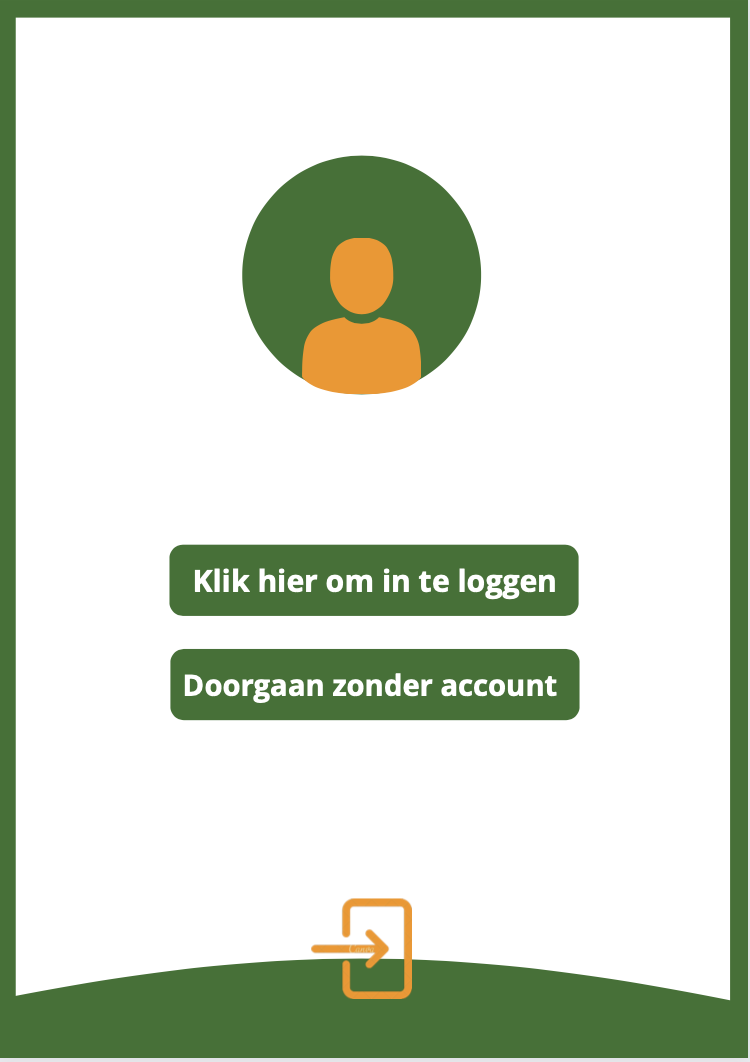 Klik hier om in te loggen
Doorgaan zonder account